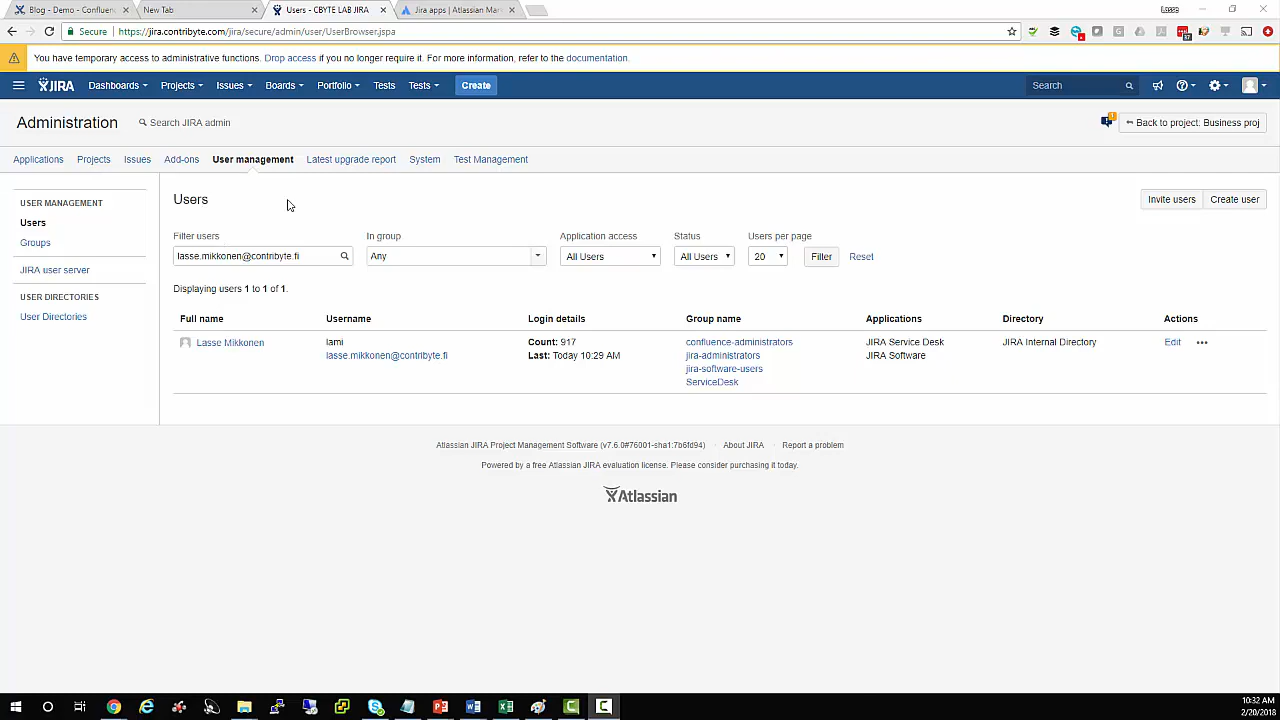 Blog - Demo - Confluen
New Tab
Users - CBYTE LAB JIRA
Jira apps | Atlassian Mar
Secure
https://jira.contribyte.com/jira/secure/admin/user/UserBrowser.jspa
You have temporary access to administrative functions. Drop access if you no longer require it. For more information, refer to the documentation.
JIRA Dashboards Projects Issues Boards Portfolio Tests Tests Create Search
Administration
Search JIRA admin
Back to project: Business proj
Applications Projects Issues Add-ons User management Latest upgrade report System Test Management
USER MANAGEMENT
Users
Groups
JIRA user server
USER DIRECTORIES
User Directories
Users
Invite users Create user
Filter users In group Application access Status Users per page
lasse.mikkonen@contribyte.fi Any All Users All Users 20 Filter Reset
Displaying users 1 to 1 of 1.
Full name Username Login details Group name Applications Directory Actions
Lasse Mikkonen lami Count: 917 confluence-administrators JIRA Service Desk JIRA Internal Directory Edit
lasse.mikkonen@contribyte.fi Last: Today 10:29 AM jira-administrators JIRA Software
jira-software-users
ServiceDesk
Atlassian JIRA Project Management Software (v7.6.0#76001-sha1:7b6fd94) · About JIRA · Report a problem
Powered by a free Atlassian JIRA evaluation license. Please consider purchasing it today.
Atlassian
10:32 AM
2/20/2018